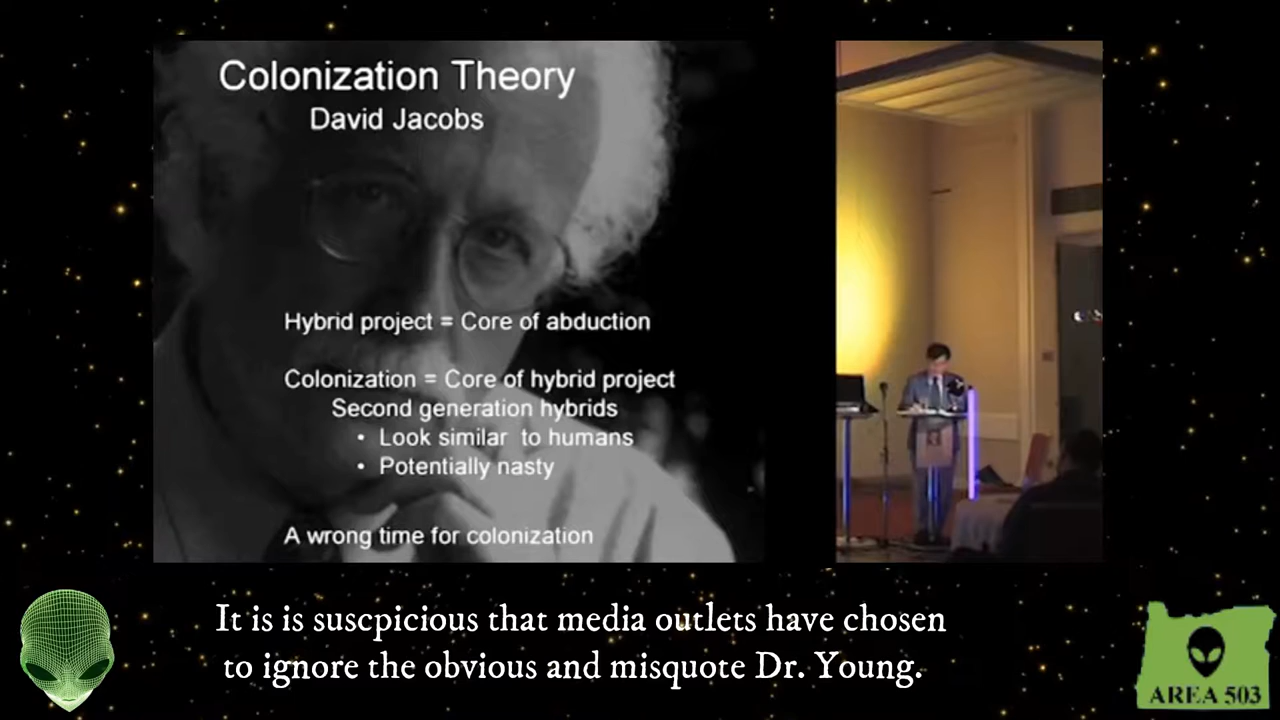 Colonization Theory
David Jacobs
Hybrid project = Core of abduction
Colonization = Core of hybrid project
Second generation hybrids
• Look similar to humans
• Potentially nasty
A wrong time for colonization
It is is suscpicious that media outlets have chosen
to ignore the obvious and misquote Dr. Young.
AREA 503